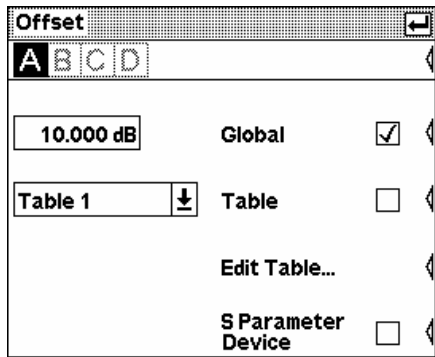 Offset
A B C D
10.000 dB Global
Table 1 Table
Edit Table...
S Parameter
Device